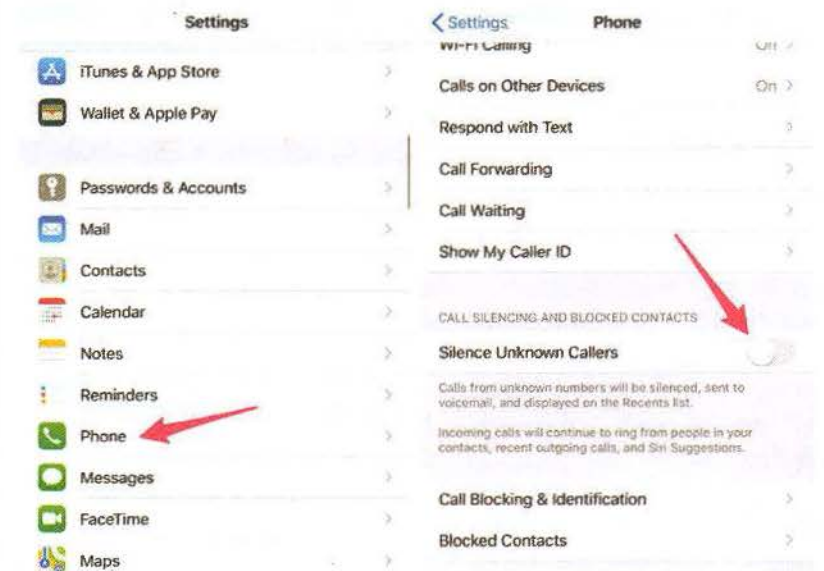 Settings
iTunes & App Store
Wallet & Apple Pay
Passwords & Accounts
Mail
Contacts
Calendar
Notes
Reminders
Phone
Messages
FaceTime
Maps
Settings
Phone
Wi-Fi Calling On
Calls on Other Devices On
Respond with Text
Call Forwarding
Call Waiting
Show My Caller ID
CALL SILENCING AND BLOCKED CONTACTS
Silence Unknown Callers
Calls from unknown numbers will be silenced, sent to
voicemail, and displayed on the Recents list.
Incoming calls will continue to ring from people in your
contacts, recent outgoing calls, and Siri Suggestions.
Call Blocking & Identification
Blocked Contacts